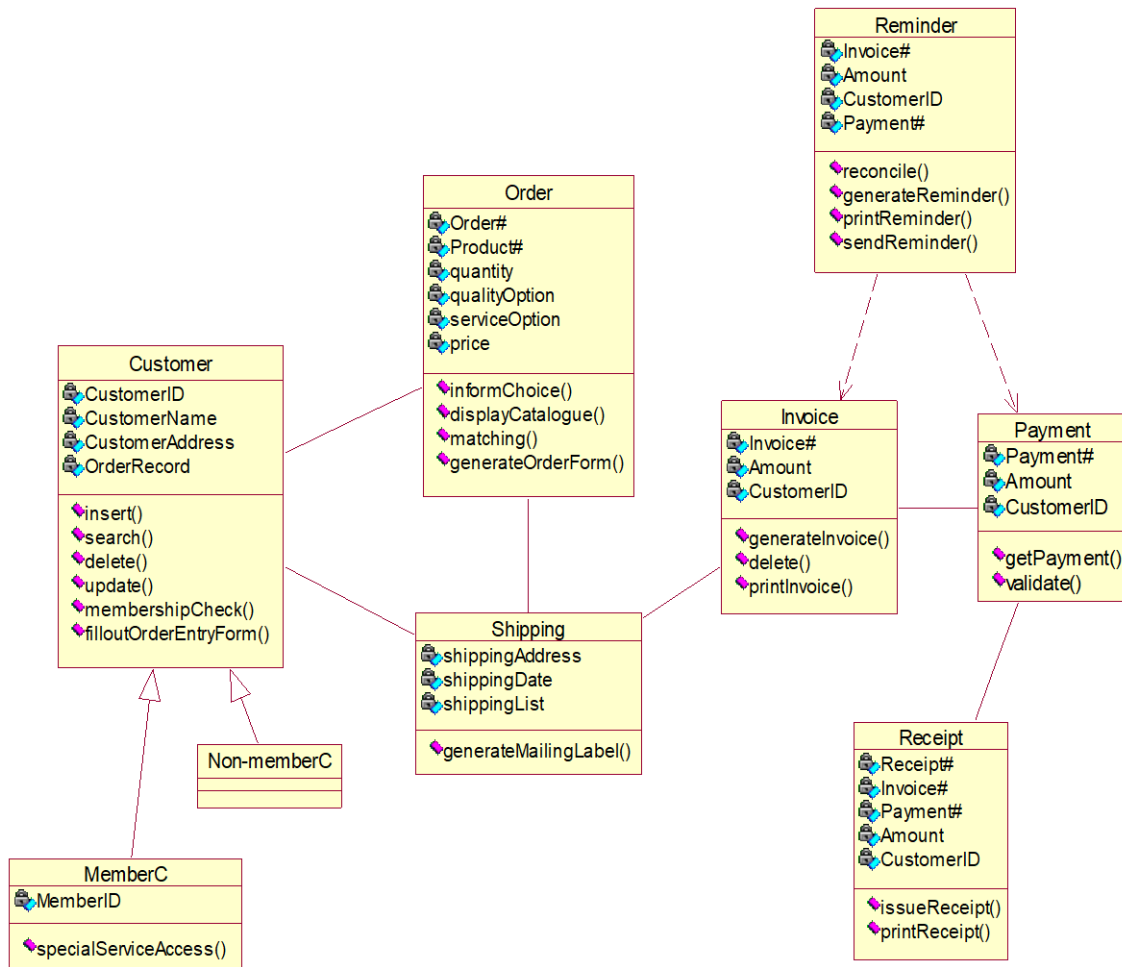 Reminder
Invoice#
Amount
CustomerID
Payment#
reconcile()
generateReminder()
printReminder()
sendReminder()
Order
Order#
Product#
quantity
qualityOption
serviceOption
price
informChoice()
displayCatalogue()
matching()
generateOrderForm()
Customer
CustomerID
CustomerName
CustomerAddress
OrderRecord
insert()
search()
delete()
update()
membershipCheck()
filloutOrderEntryForm()
Invoice
Invoice#
Amount
CustomerID
generateInvoice()
delete()
printInvoice()
Payment
Payment#
Amount
CustomerID
getPayment()
validate()
Shipping
shippingAddress
shippingDate
shippingList
generateMailingLabel()
Non-memberC
Receipt
Receipt#
Invoice#
Payment#
Amount
CustomerID
issueReceipt()
printReceipt()
MemberC
MemberID
specialServiceAccess()